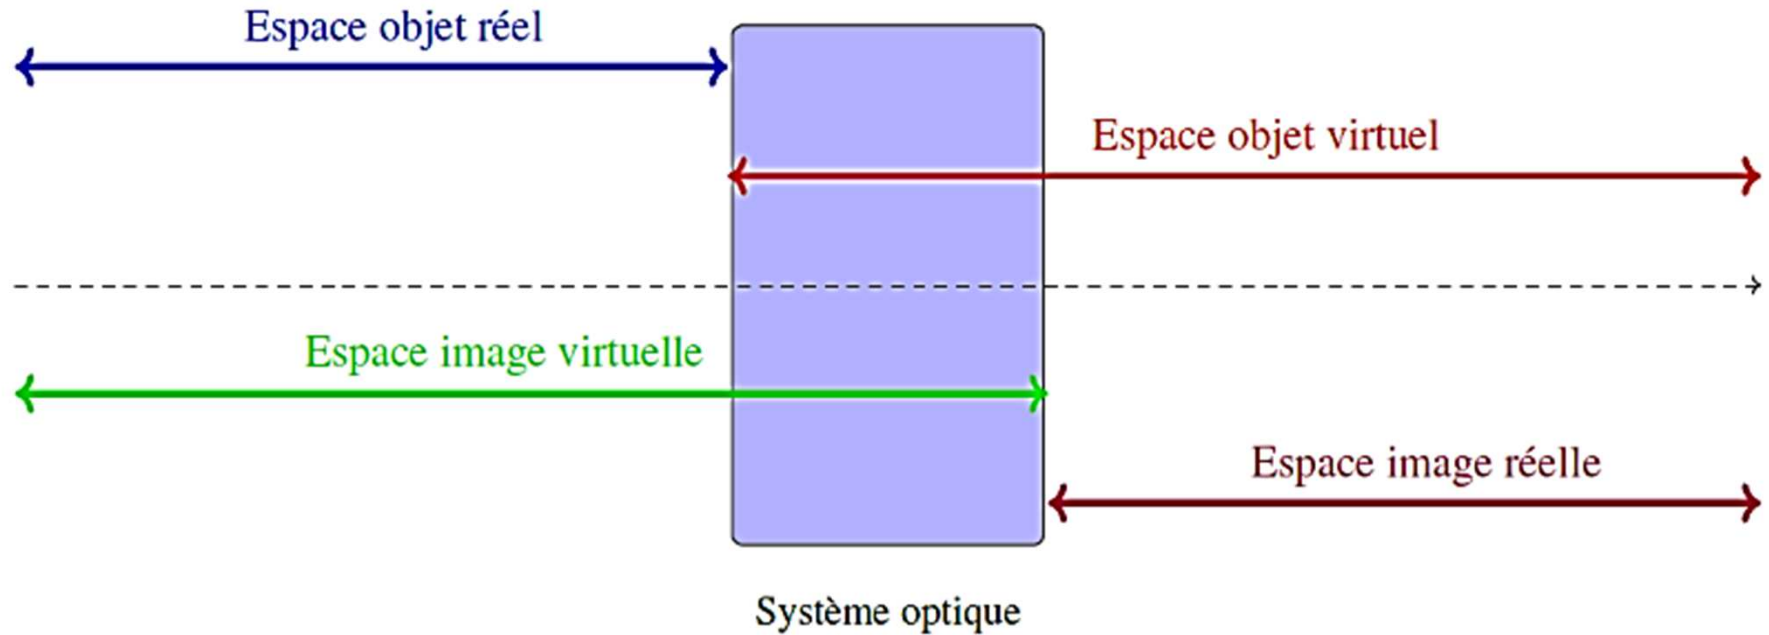 Espace objet réel
Espace objet virtuel
Espace image virtuelle
Espace image réelle
Système optique